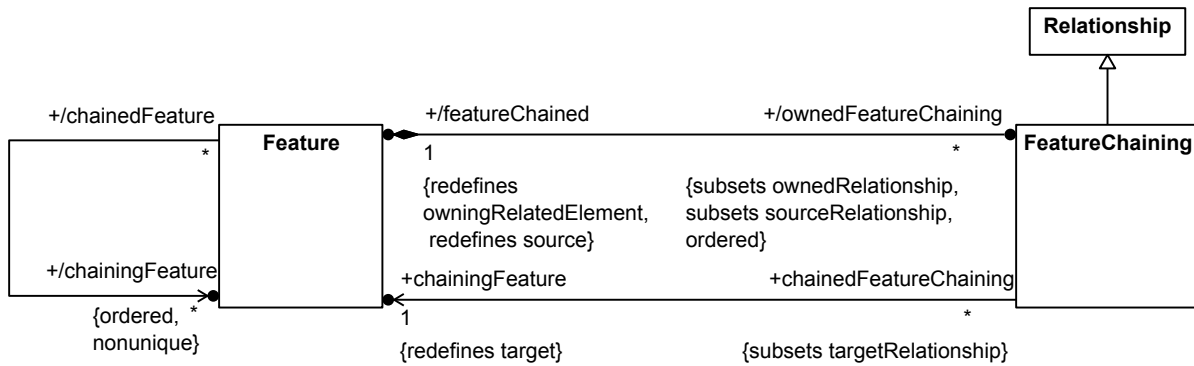 Relationship
+/chainedFeature
+/featureChained
+/ownedFeatureChaining
*
Feature
1
*
FeatureChaining
{redefines
owningRelatedElement,
redefines source}
{subsets ownedRelationship,
subsets sourceRelationship,
ordered}
+/chainingFeature
+chainingFeature
+chainedFeatureChaining
{ordered, *
nonunique}
1
*
{redefines target}
{subsets targetRelationship}